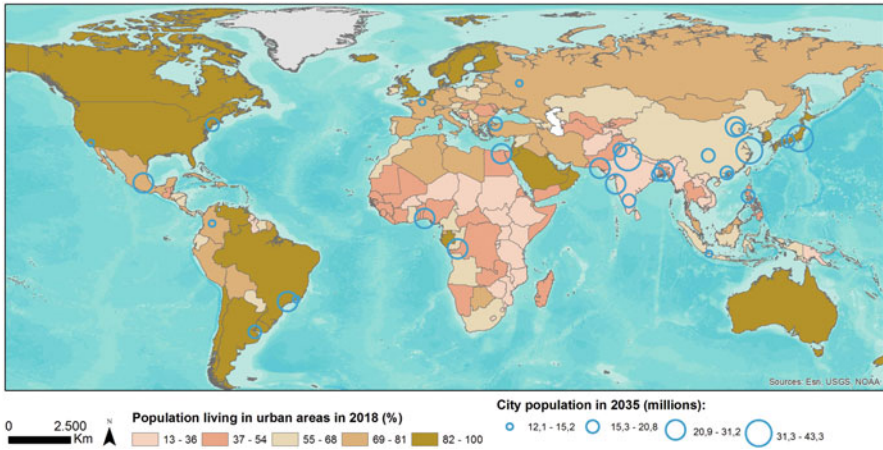 Sources: Esri, USGS, NOAA
0 2.500
Km
N
Population living in urban areas in 2018 (%)
13 - 36 37 - 54 55 - 68 69 - 81 82 - 100
City population in 2035 (millions):
12,1 - 15,2 15,3 - 20,8 20,9 - 31,2 31,3 - 43,3